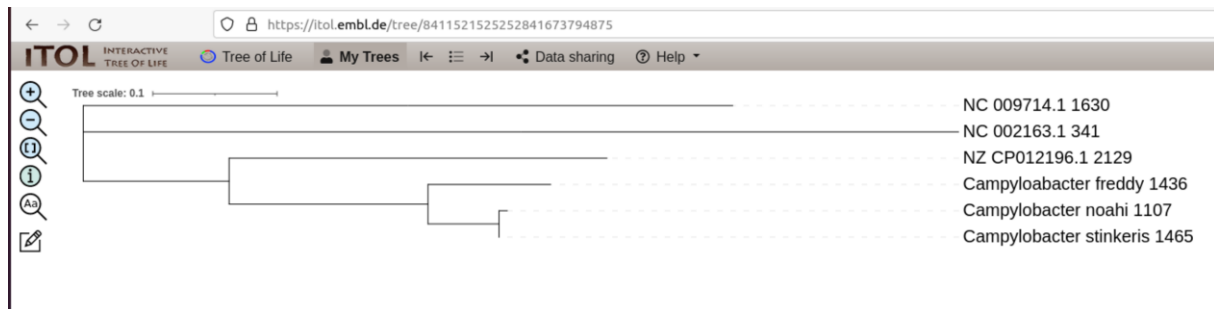 https://itol.embl.de/tree/8411521525252841673794875
iTOL INTERACTIVE TREE OF LIFE Tree of Life My Trees Data sharing Help
Tree scale: 0.1
NC 009714.1 1630
NC 002163.1 341
NZ CP012196.1 2129
Campyloabacter freddy 1436
Campylobacter noahi 1107
Campylobacter stinkeris 1465
Aa